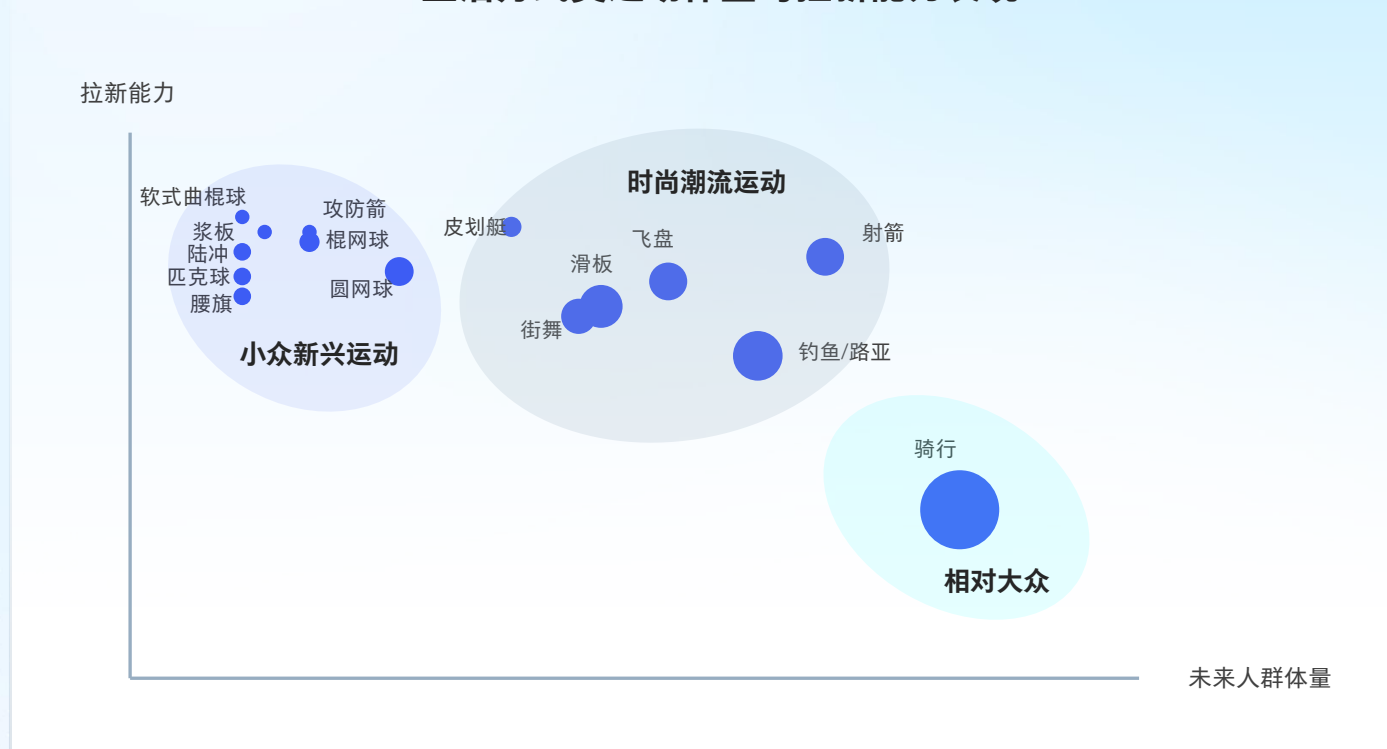 拉新能力
时尚潮流运动
软式曲棍球
攻防箭
浆板
棍网球
皮划艇
飞盘
射箭
陆冲
滑板
匹克球
圆网球
腰旗
街舞
小众新兴运动
钓鱼/路亚
骑行
相对大众
未来人群体量